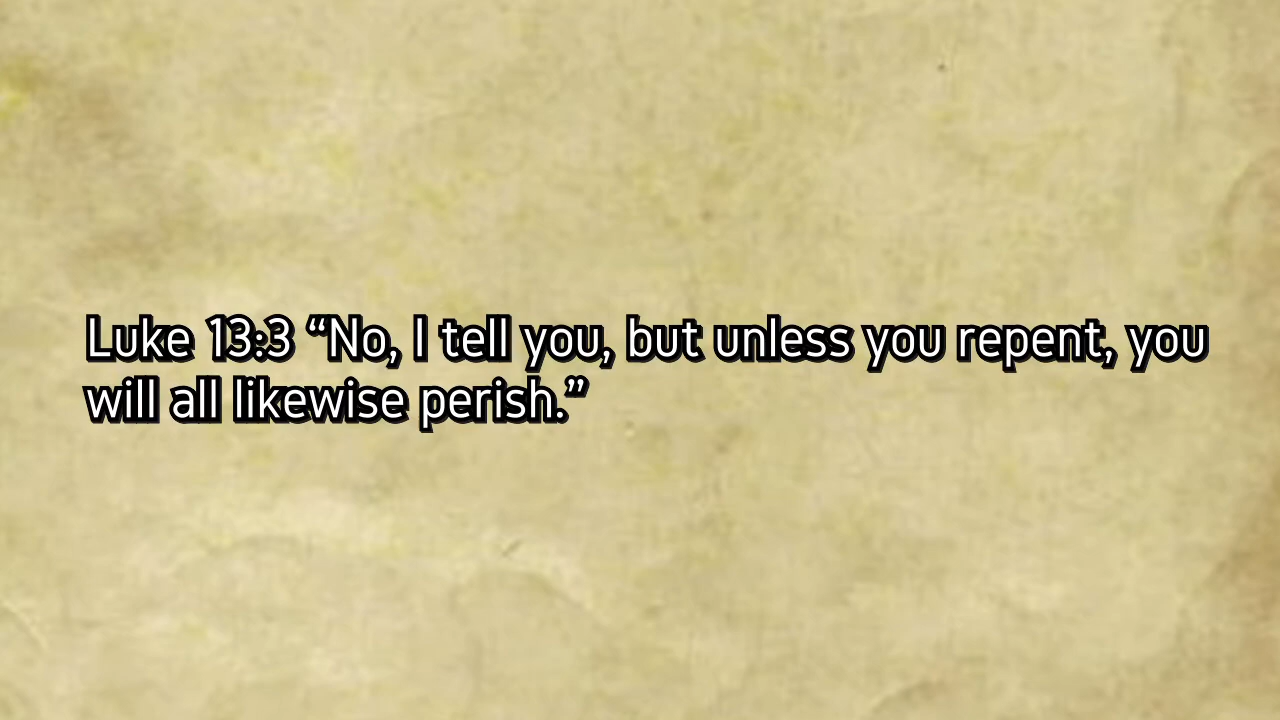 Luke 13:3 “No, I tell you, but unless you repent, you
will all likewise perish.”